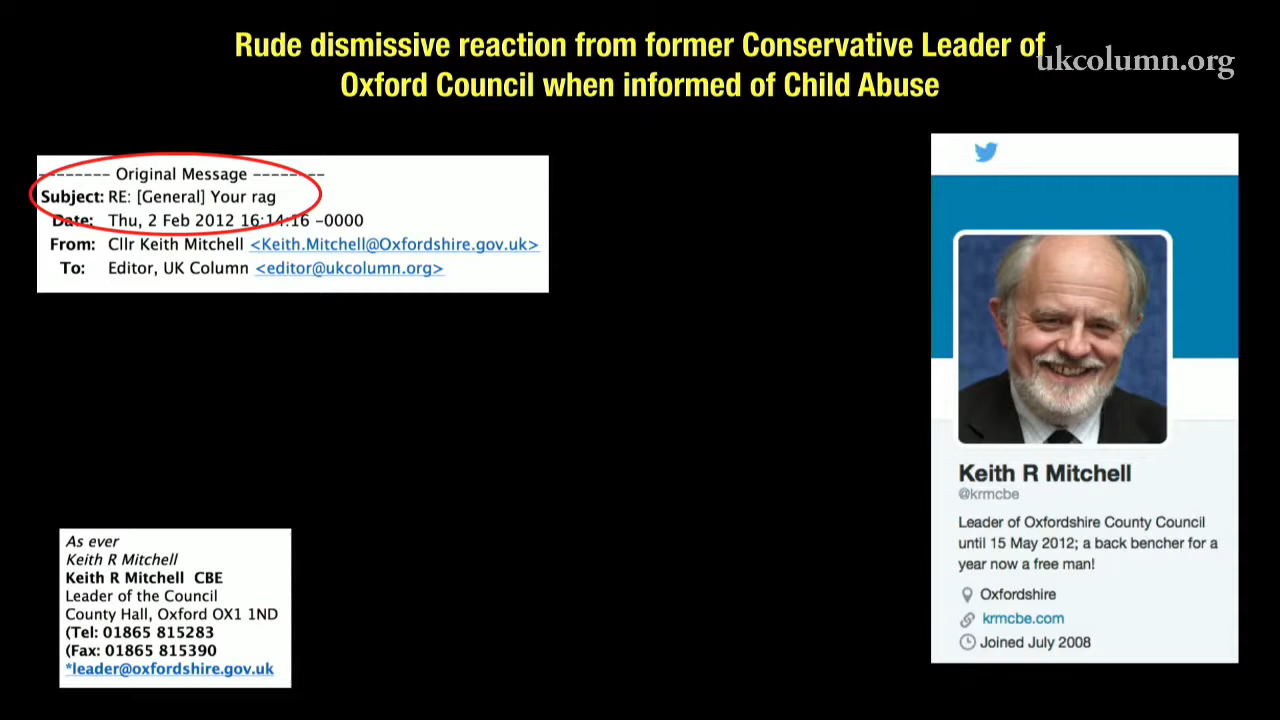 Rude dismissive reaction from former Conservative Leader of
Oxford Council when informed of Child Abuse
ukcolumn.org
-------- Original Message --------
Subject: RE: [General] Your rag
Date: Thu, 2 Feb 2012 16:14:16 -0000
From: Cllr Keith Mitchell <Keith.Mitchell@Oxfordshire.gov.uk>
To: Editor, UK Column <editor@ukcolumn.org>
As ever
Keith R Mitchell
Keith R Mitchell CBE
Leader of the Council
County Hall, Oxford OX1 1ND
(Tel: 01865 815283
(Fax: 01865 815390
*leader@oxfordshire.gov.uk
Keith R Mitchell
@krmcbe
Leader of Oxfordshire County Council
until 15 May 2012; a back bencher for a
year now a free man!
Oxfordshire
krmcbe.com
Joined July 2008